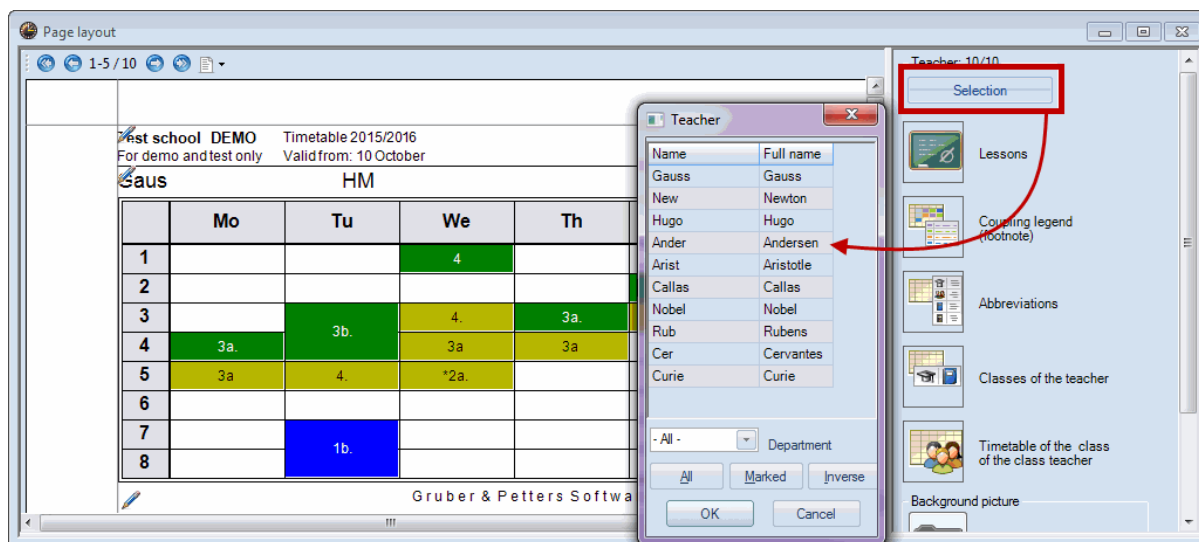 Page layout
1-5 / 10
Test school DEMO Timetable 2015/2016
For demo and test only Valid from: 10 October
Gaus HM
Mo Tu We Th
1 4
2
3 3b. 4. 3a.
4 3a. 3a 3a
5 3a 4. *2a.
6
7 1b.
8
Gruber & Petters Softwa
Teacher
Name Full name
Gauss Gauss
New Newton
Hugo Hugo
Ander Andersen
Arist Aristotle
Callas Callas
Nobel Nobel
Rub Rubens
Cer Cervantes
Curie Curie
- All - Department
All Marked Inverse
OK Cancel
Teacher: 10/10
Selection
Lessons
Coupling legend
(footnote)
Abbreviations
Classes of the teacher
Timetable of the class
of the class teacher
Background picture